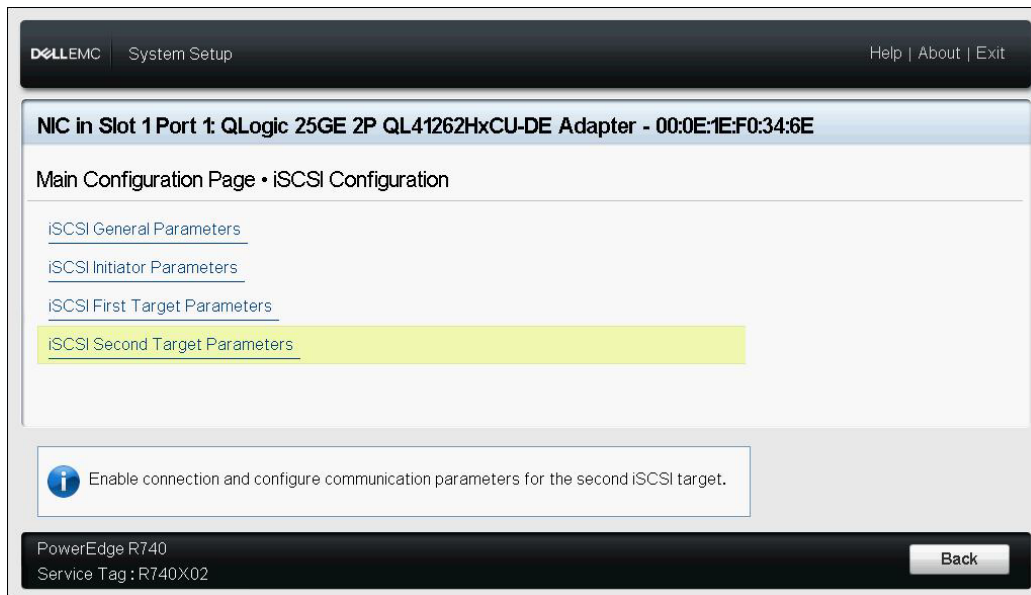 DELLEMC System Setup Help | About | Exit
NIC in Slot 1 Port 1: QLogic 25GE 2P QL41262HxCU-DE Adapter - 00:0E:1E:F0:34:6E
Main Configuration Page • iSCSI Configuration
iSCSI General Parameters
iSCSI Initiator Parameters
iSCSI First Target Parameters
iSCSI Second Target Parameters
Enable connection and configure communication parameters for the second iSCSI target.
PowerEdge R740
Service Tag : R740X02
Back